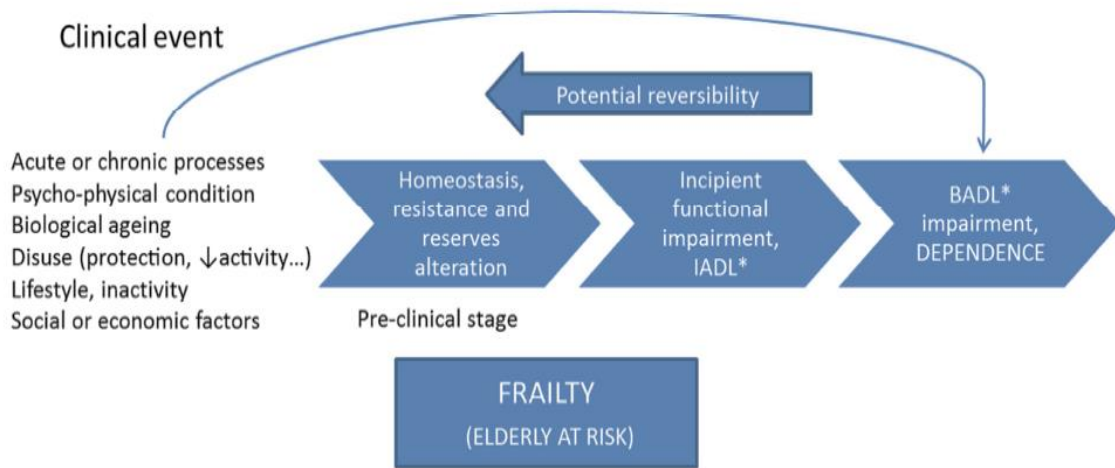 Clinical event
Potential reversibility
Acute or chronic processes
Psycho-physical condition
Biological ageing
Disuse (protection, ↓activity...)
Lifestyle, inactivity
Social or economic factors
Homeostasis,
resistance and
reserves
alteration
Incipient
functional
impairment,
IADL*
BADL*
impairment,
DEPENDENCE
Pre-clinical stage
FRAILTY
(ELDERLY AT RISK)